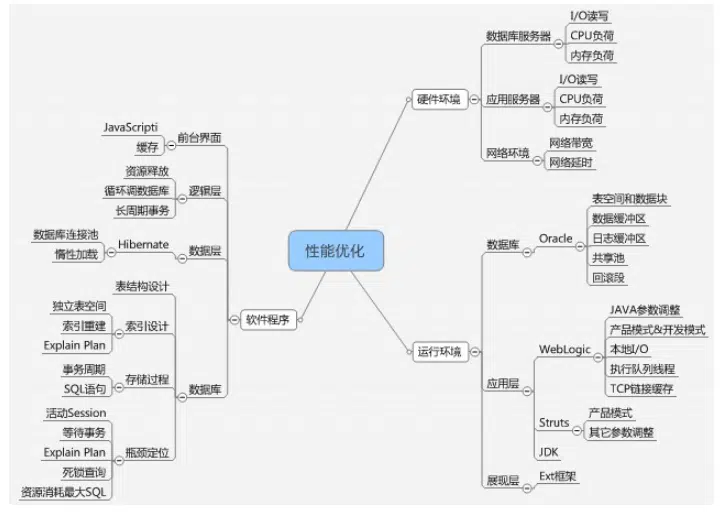 性能优化
硬件环境
数据库服务器
I/O读写
CPU负荷
内存负荷
应用服务器
I/O读写
CPU负荷
内存负荷
网络环境
网络带宽
网络延时
运行环境
数据库
Oracle
表空间和数据块
数据缓冲区
日志缓冲区
共享池
回滚段
应用层
WebLogic
JAVA参数调整
产品模式&开发模式
本地I/O
执行队列线程
TCP链接缓存
Struts
产品模式
其它参数调整
JDK
展现层
Ext框架
软件程序
前台界面
JavaScripti
缓存
逻辑层
资源释放
循环调数据库
长周期事务
数据层
Hibernate
数据库连接池
惰性加载
数据库
表结构设计
索引设计
独立表空间
索引重建
Explain Plan
存储过程
事务周期
SQL语句
瓶颈定位
活动Session
等待事务
Explain Plan
死锁查询
资源消耗最大SQL